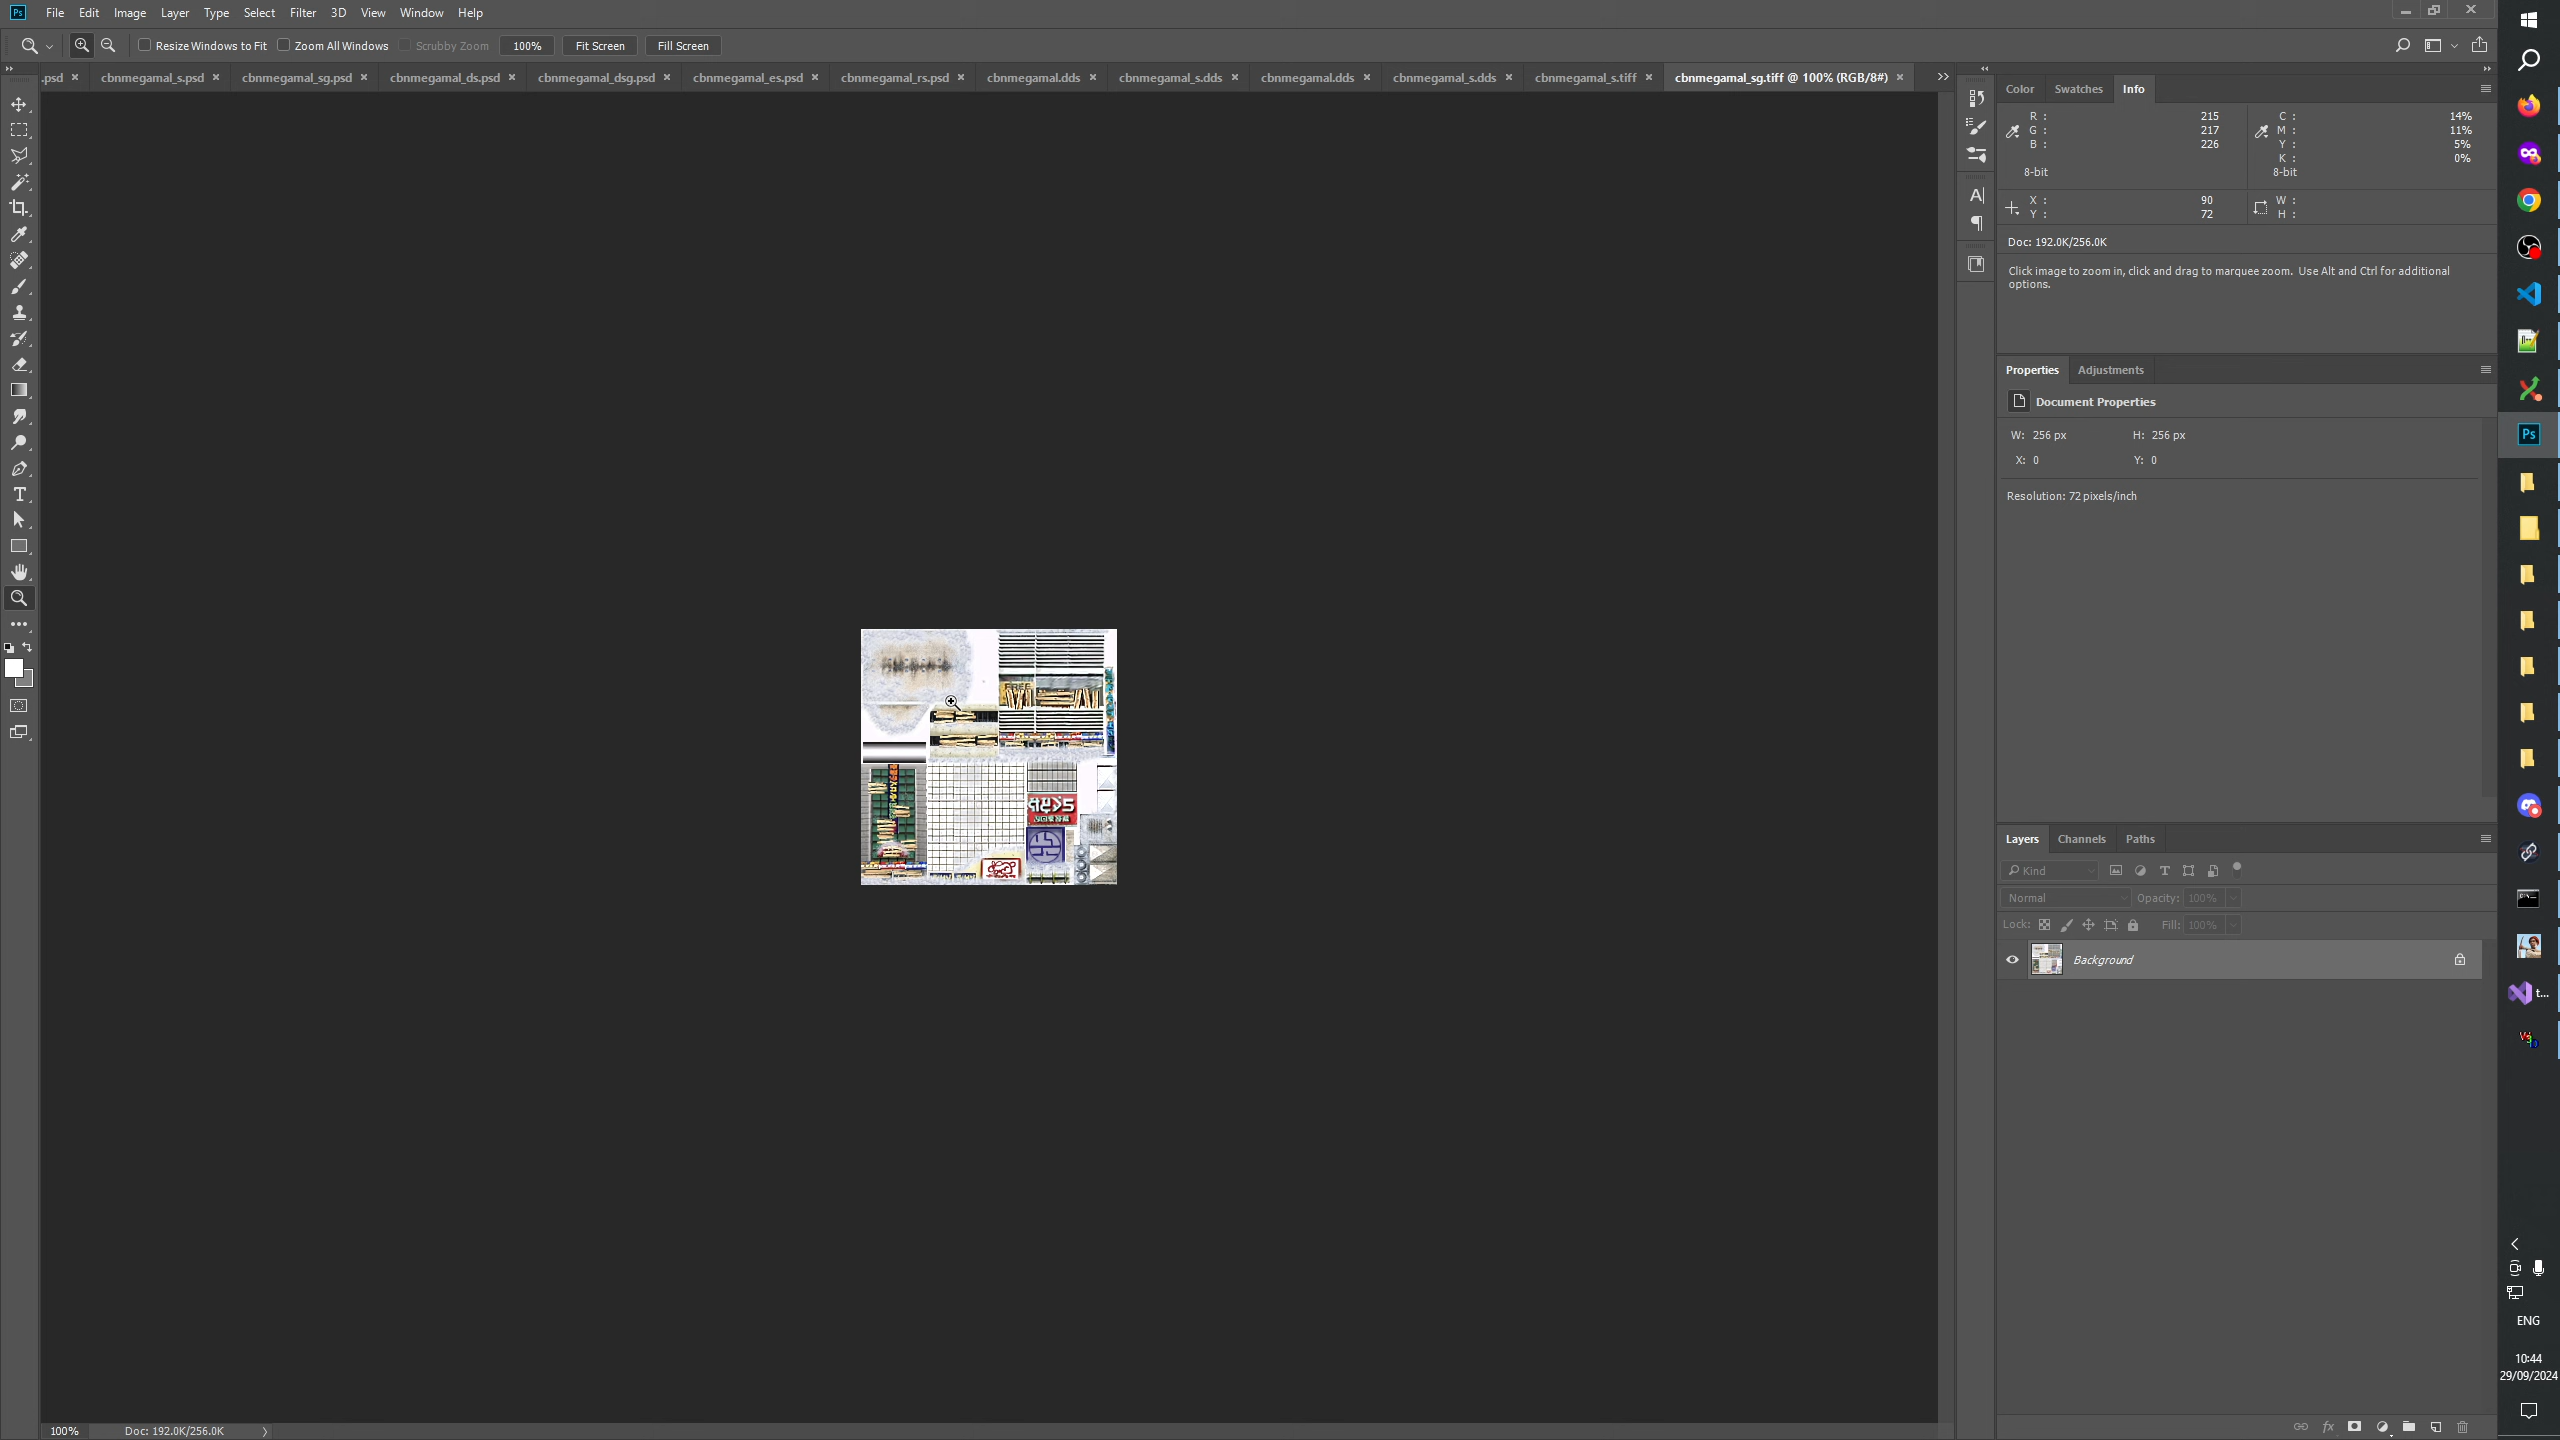 Ps File Edit Image Layer Type Select Filter 3D View Window Help
Resize Windows to Fit Zoom All Windows Scrubby Zoom 100% Fit Screen Fill Screen
.psd × cbnmegamal_s.psd × cbnmegamal_sg.psd × cbnmegamal_ds.psd × cbnmegamal_dsg.psd × cbnmegamal_es.psd × cbnmegamal_rs.psd × cbnmegamal.dds × cbnmegamal_s.dds × cbnmegamal.dds × cbnmegamal_s.dds × cbnmegamal_s.tiff × cbnmegamal_sg.tiff @ 100% (RGB/8#) ×
Color Swatches Info
R : 215 C : 14%
G : 217 M : 11%
B : 226 Y : 5%
K : 0%
8-bit 8-bit
X : 90 W :
Y : 72 H :
Doc: 192.0K/256.0K
Click image to zoom in, click and drag to marquee zoom. Use Alt and Ctrl for additional
options.
Properties Adjustments
Document Properties
W: 256 px H: 256 px
X: 0 Y: 0
Resolution: 72 pixels/inch
Layers Channels Paths
Kind
Normal Opacity: 100%
Lock: Fill: 100%
Background
Ps
t...
ENG
10:44
29/09/2024
100% Doc: 192.0K/256.0K